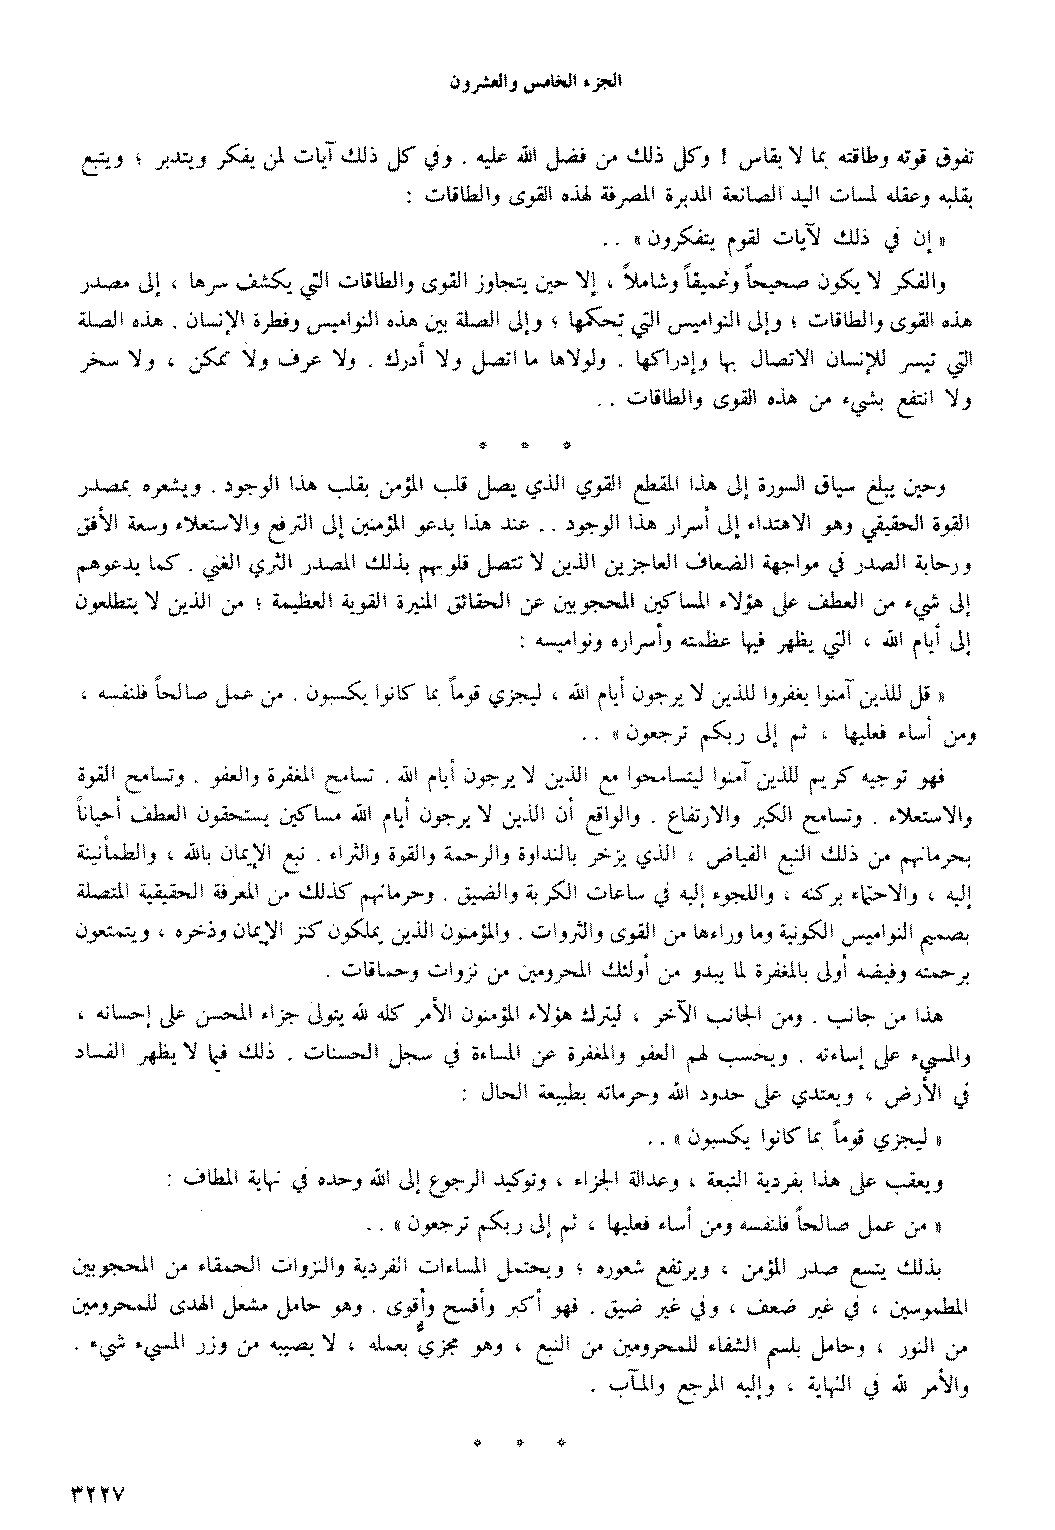 الجزء الخامس والعشرون
تفوق قوته وطاقته بما لا يقاس ! وكل ذلك من فضل الله عليه . وفي كل ذلك آيات لمن يفكر ويتدبر ؛ ويتبع
بقلبه وعقله لمسات اليد الصانعة المدبرة المصرفة لهذه القوى والطاقات :
« إن في ذلك لآيات لقوم يتفكرون » . .
والفكر لا يكون صحيحاً وعميقاً وشاملاً ، إلا حين يتجاوز القوى والطاقات التي يكشف سرها ، إلى مصدر
هذه القوى والطاقات ؛ وإلى النواميس التي تحكمها ؛ وإلى الصلة بين هذه النواميس وفطرة الإنسان . هذه الصلة
التي تيسر للإنسان الاتصال بها وإدراكها . ولولاها ما اتصل ولا أدرك . ولا عرف ولا تمكن ، ولا سخر
ولا انتفع بشيء من هذه القوى والطاقات . .
* * *
وحين يبلغ سياق السورة إلى هذا المقطع القوي الذي يصل قلب المؤمن بقلب هذا الوجود . ويشعره بمصدر
القوة الحقيقي وهو الاهتداء إلى أسرار هذا الوجود . . عند هذا يدعو المؤمنين إلى الترفع والاستعلاء وسعة الأفق
ورحابة الصدر في مواجهة الضعاف العاجزين الذين لا تتصل قلوبهم بذلك المصدر الثري الغني . كما يدعوهم
إلى شيء من العطف على هؤلاء المساكين المحجوبين عن الحقائق المنيرة القوية العظيمة ؛ من الذين لا يتطلعون
إلى أيام الله ، التي يظهر فيها عظمته وأسراره ونواميسه :
« قل للذين آمنوا يغفروا للذين لا يرجون أيام الله ، ليجزي قوماً بما كانوا يكسبون . من عمل صالحاً فلنفسه ،
ومن أساء فعليها ، ثم إلى ربكم ترجعون » . .
فهو توجيه كريم للذين آمنوا ليتسامحوا مع الذين لا يرجون أيام الله . تسامح المغفرة والعفو . وتسامح القوة
والاستعلاء . وتسامح الكبر والارتفاع . والواقع أن الذين لا يرجون أيام الله مساكين يستحقون العطف أحياناً
بحرمانهم من ذلك النبع الفياض ، الذي يزخر بالنداوة والرحمة والقوة والثراء . نبع الإيمان بالله ، والطمأنينة
إليه ، والاحتماء بركنه ، واللجوء إليه في ساعات الكربة والضيق . وحرمانهم كذلك من المعرفة الحقيقية المتصلة
بصميم النواميس الكونية وما وراءها من القوى والثروات . والمؤمنون الذين يملكون كنز الإيمان وذخره ، ويتمتعون
برحمته وفيضه أولى بالمغفرة لما يبدو من أولئك المحرومين من نزوات وحماقات .
هذا من جانب . ومن الجانب الآخر ، ليترك هؤلاء المؤمنون الأمر كله لله يتولى جزاء المحسن على إحسانه ،
والمسيء على إساءته . ويحسب لهم العفو والمغفرة عن المساءة في سجل الحسنات . ذلك فيما لا يظهر الفساد
في الأرض ، ويعتدي على حدود الله وحرماته بطبيعة الحال :
« ليجزي قوماً بما كانوا يكسبون » . .
ويعقب على هذا بفردية التبعة ، وعدالة الجزاء ، وتوكيد الرجوع إلى الله وحده في نهاية المطاف :
« من عمل صالحاً فلنفسه ومن أساء فعليها ، ثم إلى ربكم ترجعون » . .
بذلك يتسع صدر المؤمن ، ويرتفع شعوره ؛ ويحتمل المساءات الفردية والنزوات الحمقاء من المحجوبين
المطموسين ، في غير ضعف ، وفي غير ضيق . فهو أكبر وأفسح وأقوى . وهو حامل مشعل الهدى للمحرومين
من النور ، وحامل بلسم الشفاء للمحرومين من النبع ، وهو مجزيٌّ بعمله ، لا يصيبه من وزر المسيء شيء .
والأمر لله في النهاية ، وإليه المرجع والمآب .
* * *
٣٢٢٧